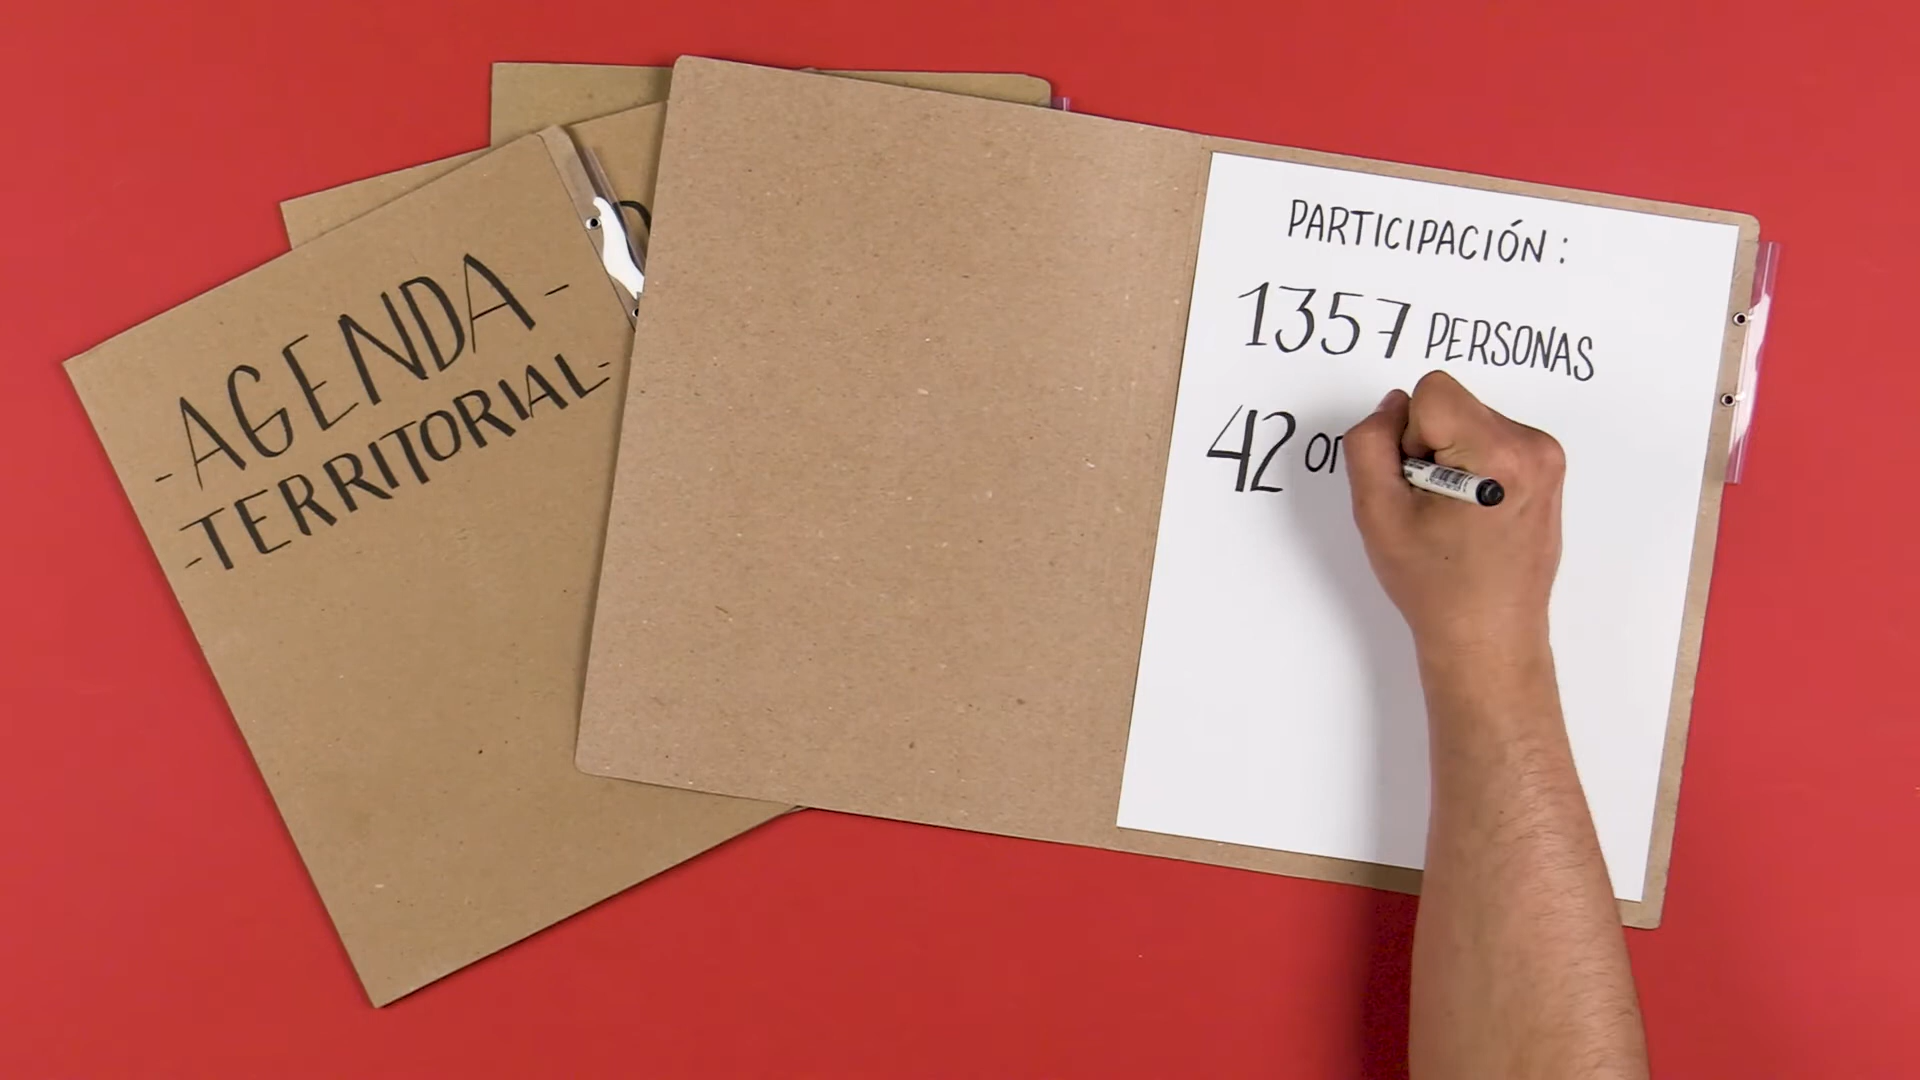 - AGENDA -
- TERRITORIAL -
PARTICIPACIÓN :
1357 PERSONAS
42